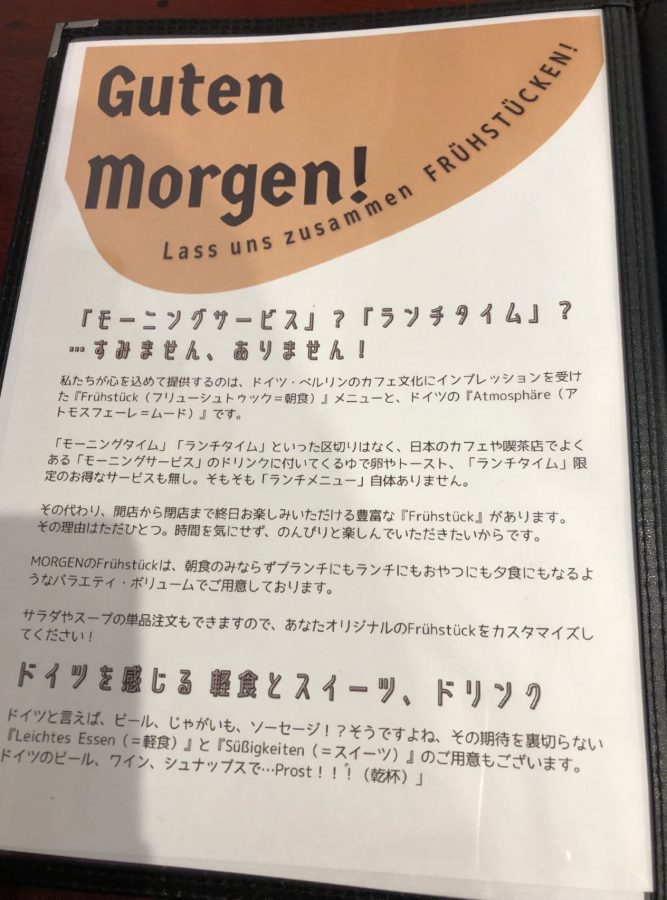 Guten
Morgen!
Lass uns zusammen FRÜHSTÜCKEN!
「モーニングサービス」?「ランチタイム」?
…すみません、ありません!
私たちが心を込めて提供するのは、ドイツ・ベルリンのカフェ文化にインプレッションを受け
た『Frühstück(フリューシュトゥック=朝食)』メニューと、ドイツの『Atmosphäre(ア
トモスフェーレ=ムード)』です。
「モーニングタイム」「ランチタイム」といった区切りはなく、日本のカフェや喫茶店でよく
ある「モーニングサービス」のドリンクに付いてくるゆで卵やトースト、「ランチタイム」限
定のお得なサービスも無し。そもそも「ランチメニュー」自体ありません。
その代わり、開店から閉店まで終日お楽しみいただける豊富な『Frühstück』があります。
その理由はただひとつ。時間を気にせず、のんびりと楽しんでいただきたいからです。
MORGENのFrühstückは、朝食のみならずブランチにもランチにもおやつにも夕食にもなるよ
うなバラエティ・ボリュームでご用意しております。
サラダやスープの単品注文もできますので、あなたオリジナルのFrühstückをカスタマイズし
てください!
ドイツを感じる 軽食とスイーツ、ドリンク
ドイツと言えば、ビール、じゃがいも、ソーセージ!?そうですよね、その期待を裏切らない
『Leichtes Essen(=軽食)』と『Süßigkeiten(=スイーツ)』のご用意もございます。
ドイツのビール、ワイン、シュナップスで…Prost!!!(乾杯)」